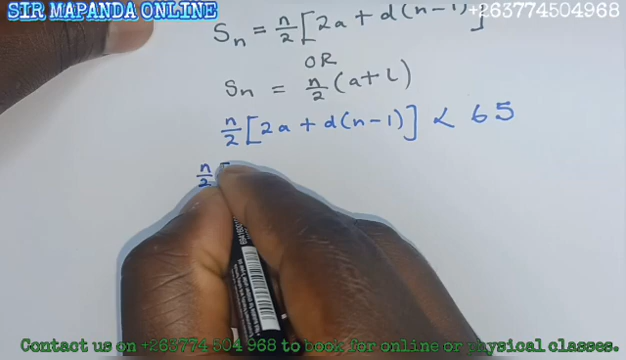 SIR MAPANDA ONLINE
+263774504968
Sn = n/2 [2a + d(n-1)]
OR
Sn = n/2 (a+l)
n/2 [2a + d(n-1)] < 65
n/2 [
Contact us on +263774 504 968 to book for online or physical classes.